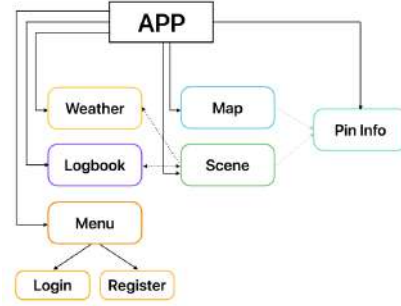 APP
Weather
Map
Pin Info
Logbook
Scene
Menu
Login
Register